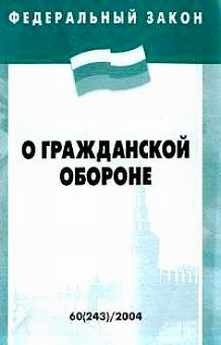 ФЕДЕРАЛЬНЫЙ ЗАКОН
О ГРАЖДАНСКОЙ
ОБОРОНЕ
60(243)/2004